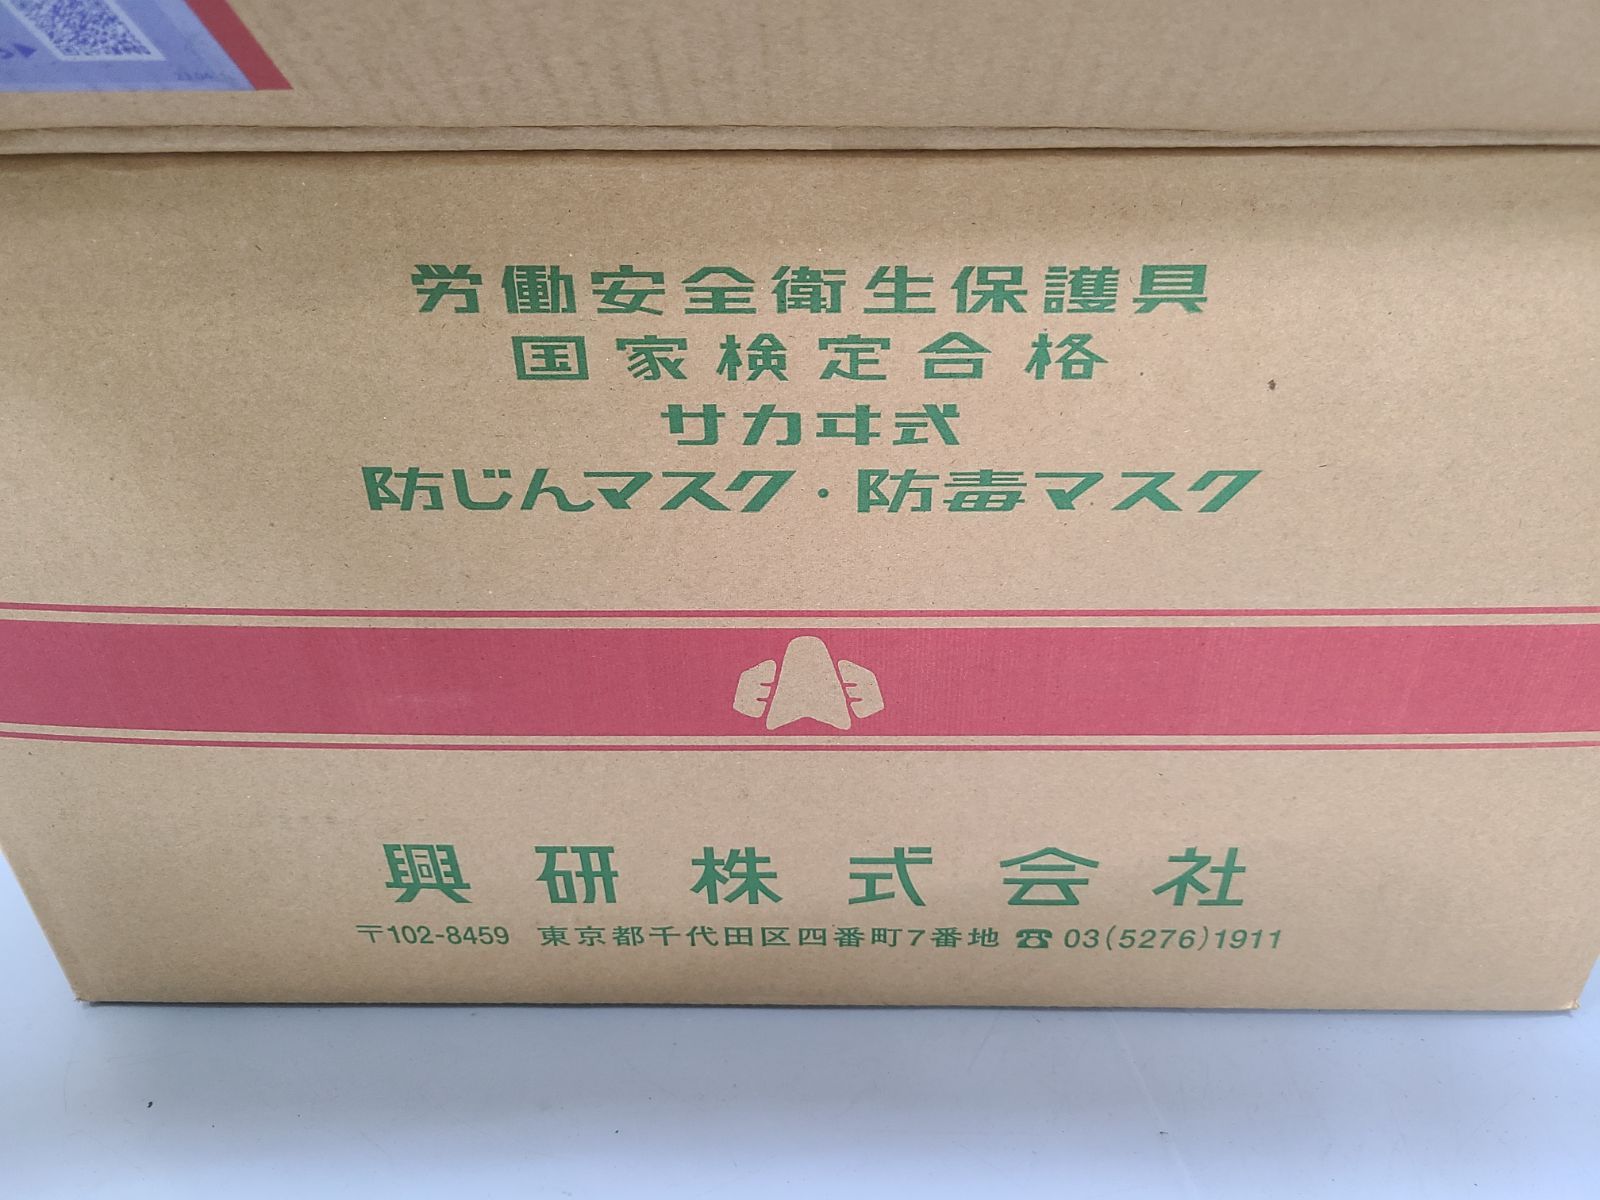 労働安全衛生保護具
国家検定合格
サカヰ式
防じんマスク・防毒マスク
興研株式会社
〒102-8459 東京都千代田区四番町7番地 ☎ 03(5276)1911